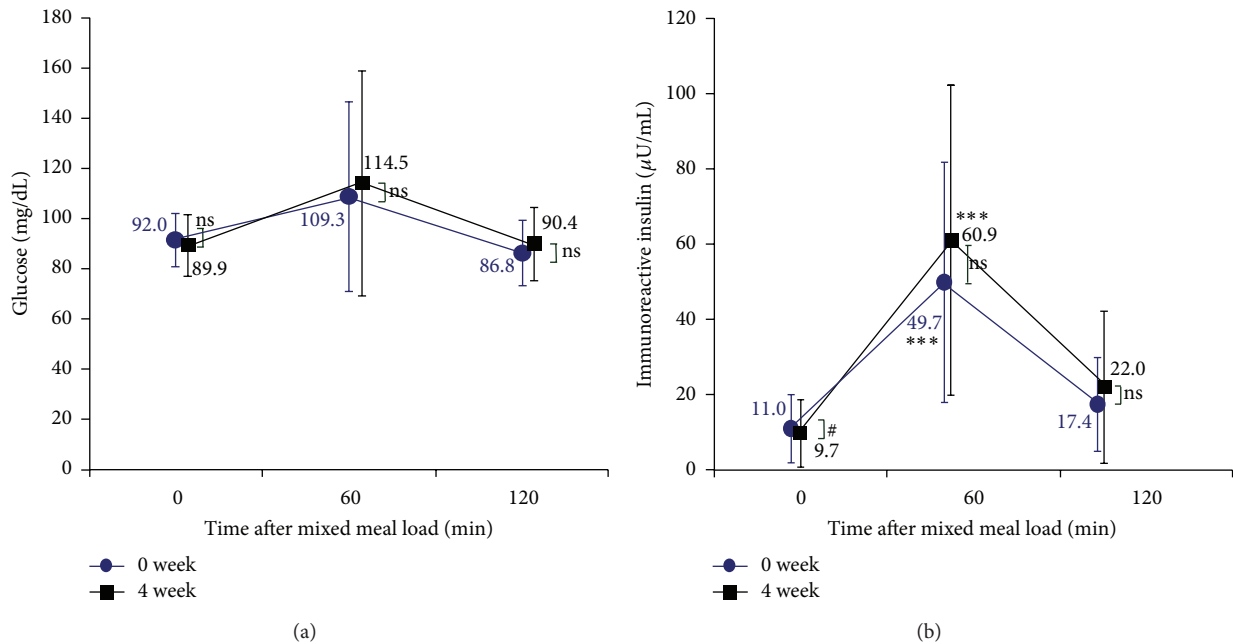 180
160
140
120
100
80
60
40
20
0
Glucose (mg/dL)
92.0
ns
89.9
114.5
ns
109.3
90.4
ns
86.8
0 60 120
Time after mixed meal load (min)
0 week
4 week
(a)
120
100
80
60
40
20
0
Immunoreactive insulin (μU/mL)
11.0
#
9.7
***
60.9
ns
49.7
***
22.0
ns
17.4
0 60 120
Time after mixed meal load (min)
0 week
4 week
(b)